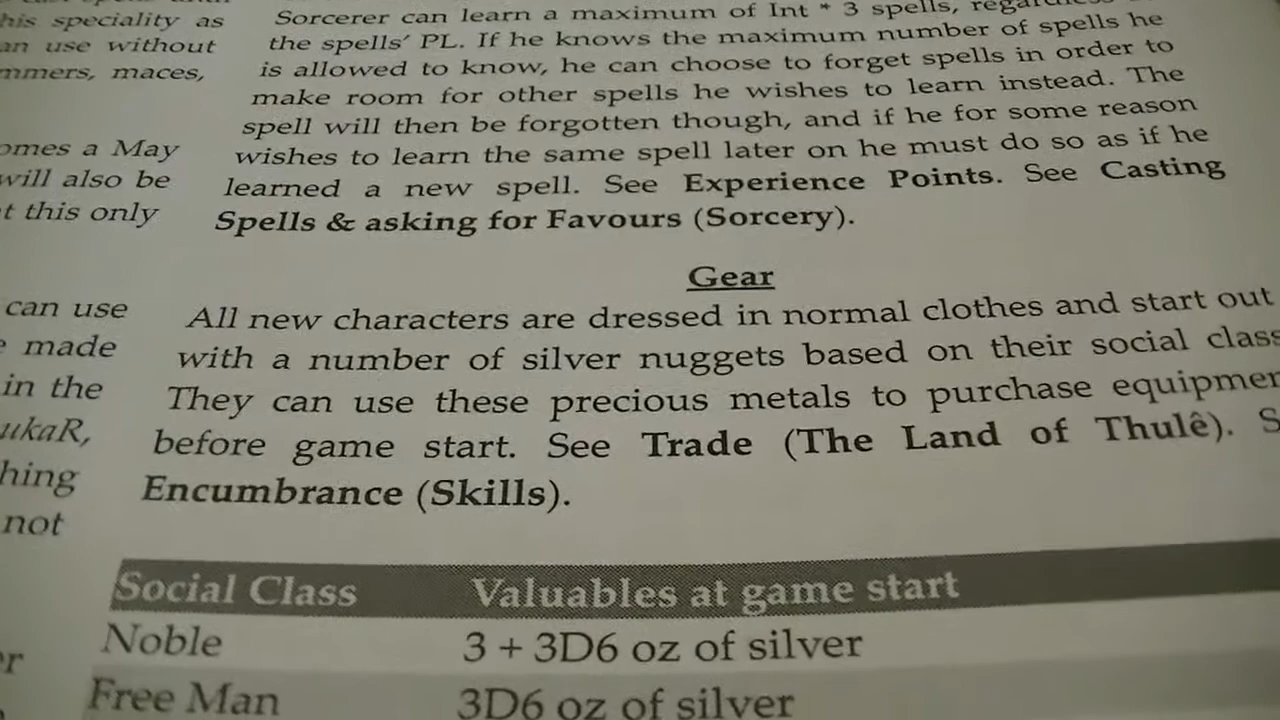 his speciality as
an use without
mmers, maces,
omes a May
will also be
t this only
can use
made
in the
ukaR,
hing
not
er
Sorcerer can learn a maximum of Int * 3 spells,
the spells' PL. If he knows the maximum number of spells he
is allowed to know, he can choose to forget spells in order to
make room for other spells he wishes to learn instead. The
spell will then be forgotten though, and if he for some reason
wishes to learn the same spell later on he must do so as if he
learned a new spell. See Experience Points. See Casting
Spells & asking for Favours (Sorcery).
Gear
All new characters are dressed in normal clothes and start out
with a number of silver nuggets based on their social class
They can use these precious metals to purchase equipmen
before game start. See Trade (The Land of Thulê). S
Encumbrance (Skills).
Social Class Valuables at game start
Noble 3 + 3D6 oz of silver
Free Man 3D6 oz of silver